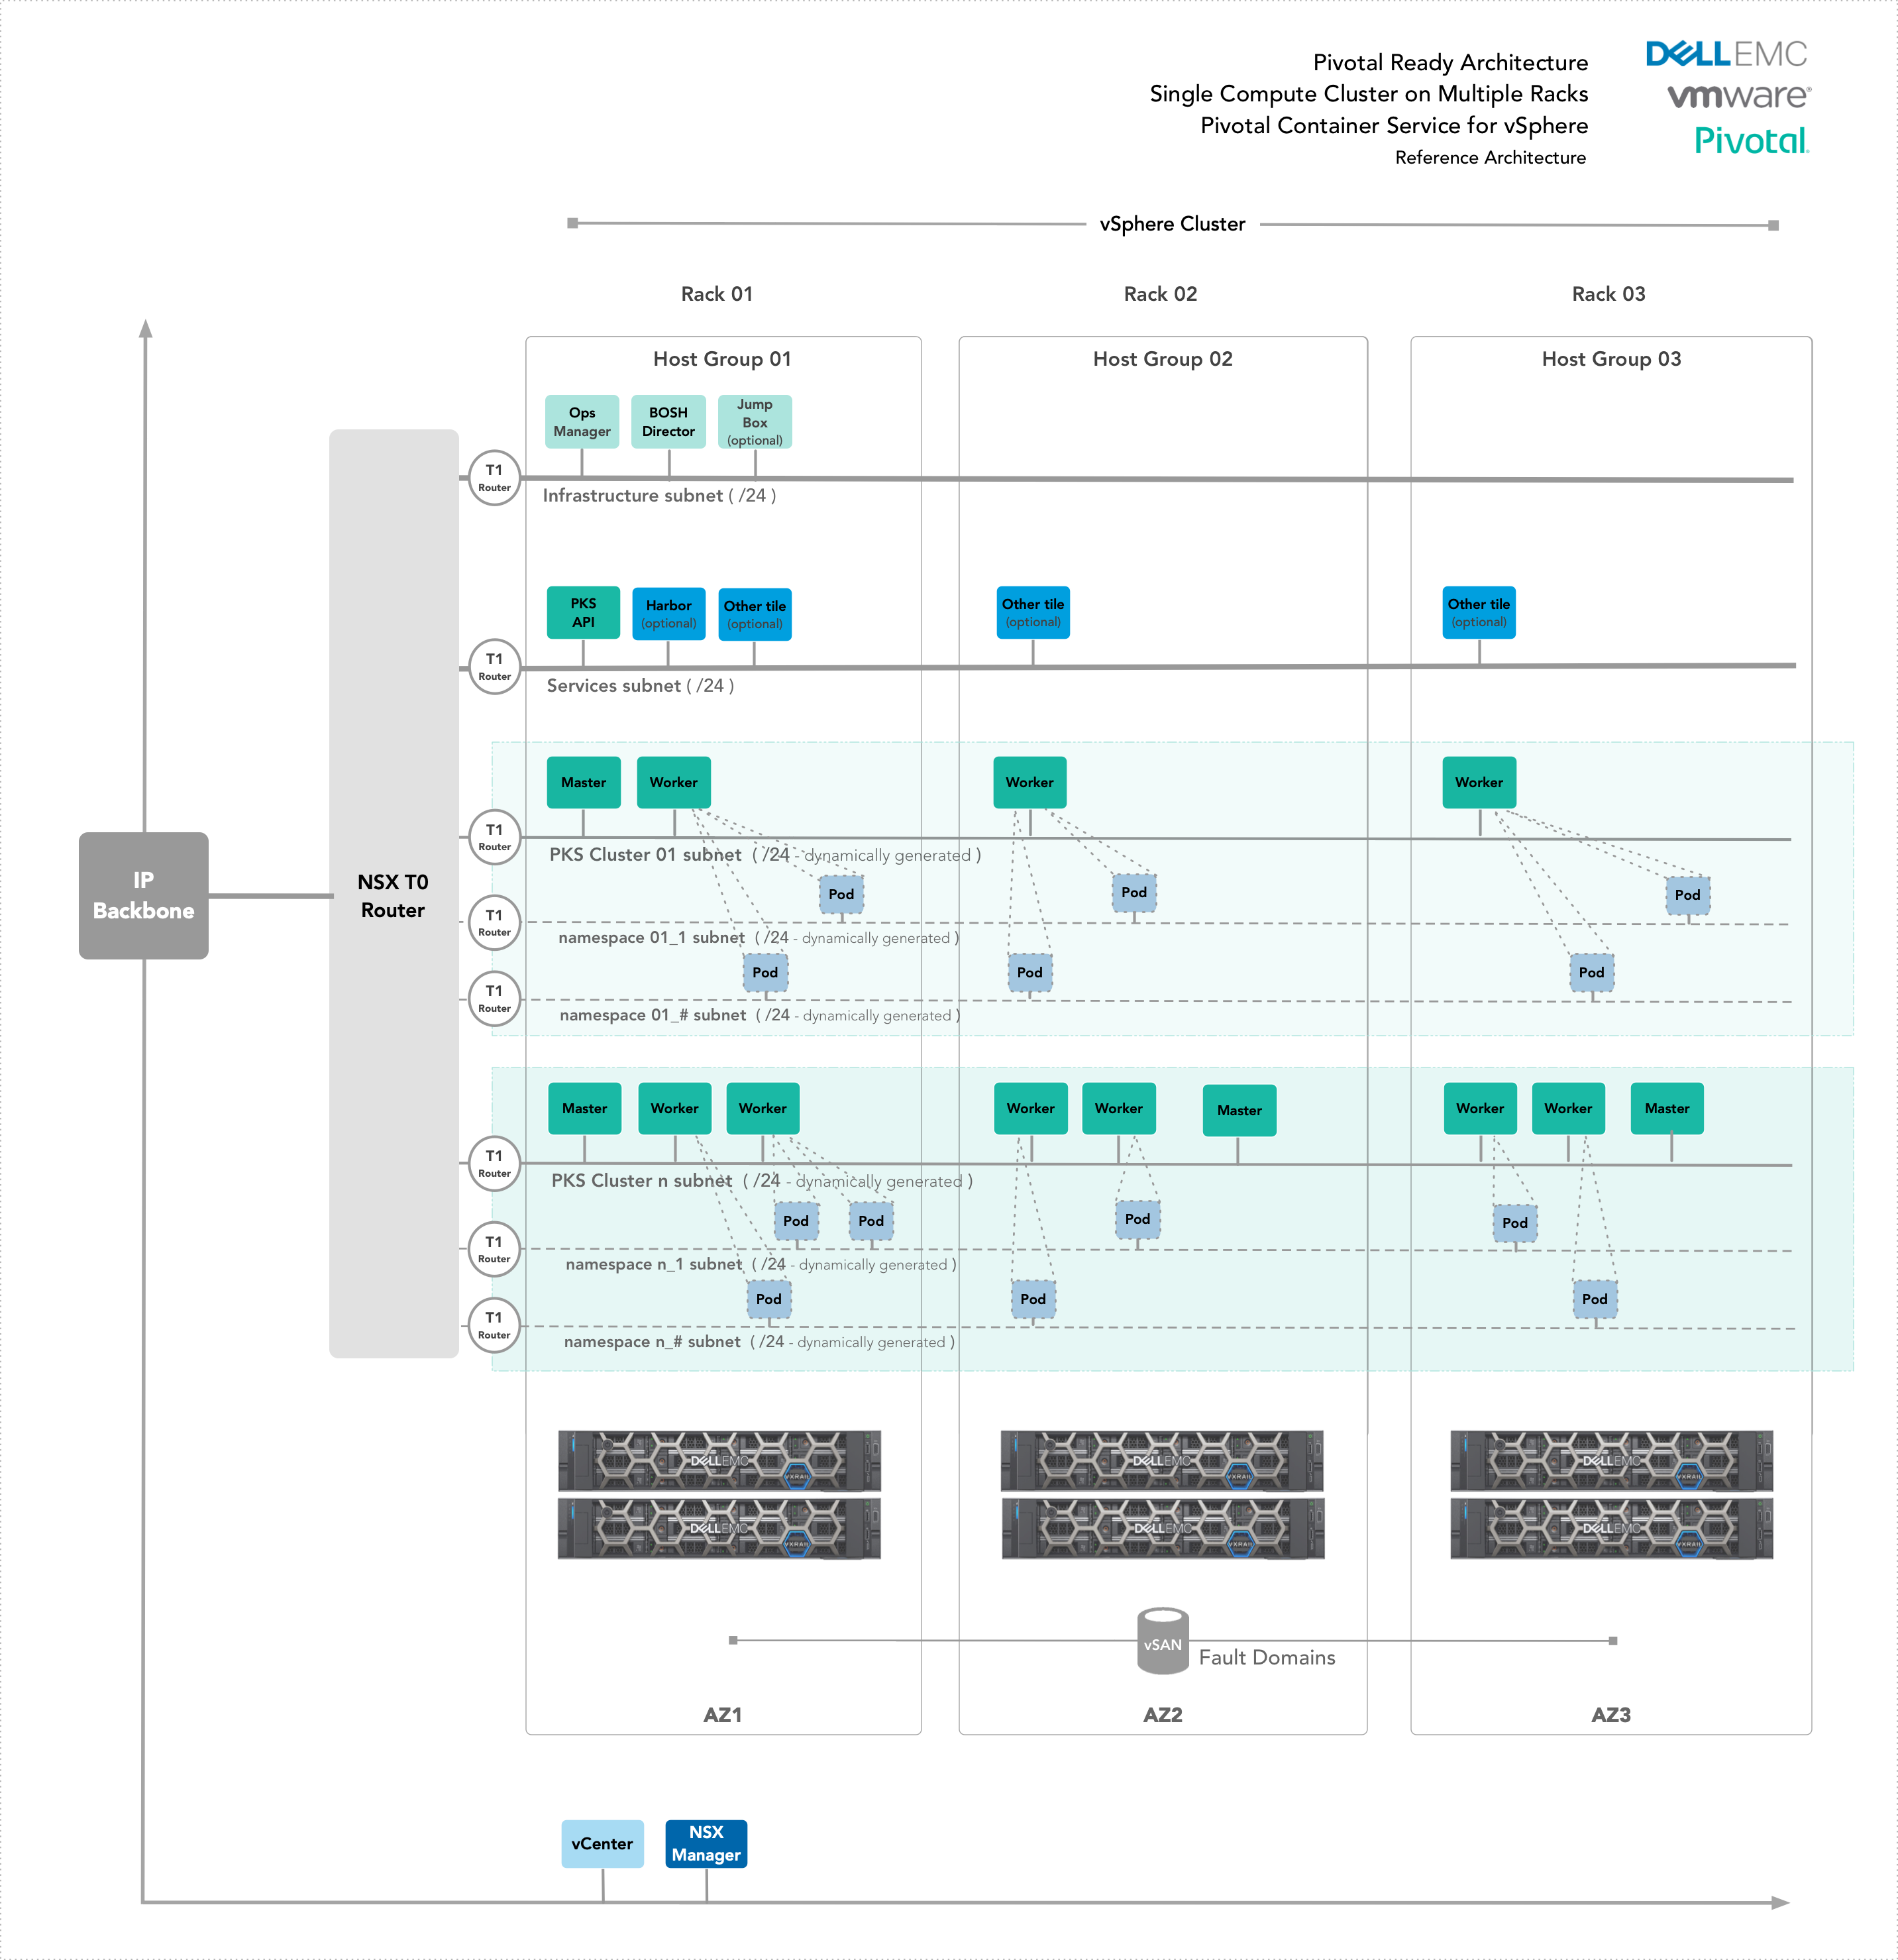 Pivotal Ready Architecture
Single Compute Cluster on Multiple Racks
Pivotal Container Service for vSphere
Reference Architecture
DELLEMC
vmware®
Pivotal.
vSphere Cluster
Rack 01
Rack 02
Rack 03
Host Group 01
Host Group 02
Host Group 03
Ops
Manager
BOSH
Director
Jump
Box
(optional)
T1
Router
Infrastructure subnet ( /24 )
PKS
API
Harbor
(optional)
Other tile
(optional)
Other tile
(optional)
Other tile
(optional)
T1
Router
Services subnet ( /24 )
Master
Worker
Worker
Worker
T1
Router
PKS Cluster 01 subnet ( /24 - dynamically generated )
IP
Backbone
NSX T0
Router
Pod
Pod
Pod
T1
Router
namespace 01_1 subnet ( /24 - dynamically generated )
Pod
Pod
Pod
T1
Router
namespace 01_# subnet ( /24 - dynamically generated )
Master
Worker
Worker
Worker
Worker
Master
Worker
Worker
Master
T1
Router
PKS Cluster n subnet ( /24 - dynamically generated )
Pod
Pod
Pod
Pod
T1
Router
namespace n_1 subnet ( /24 - dynamically generated )
Pod
Pod
Pod
T1
Router
namespace n_# subnet ( /24 - dynamically generated )
DELLEMC
VXRAIL
DELLEMC
VXRAIL
DELLEMC
VXRAIL
DELLEMC
VXRAIL
DELLEMC
VXRAIL
DELLEMC
VXRAIL
vSAN
Fault Domains
AZ1
AZ2
AZ3
vCenter
NSX
Manager